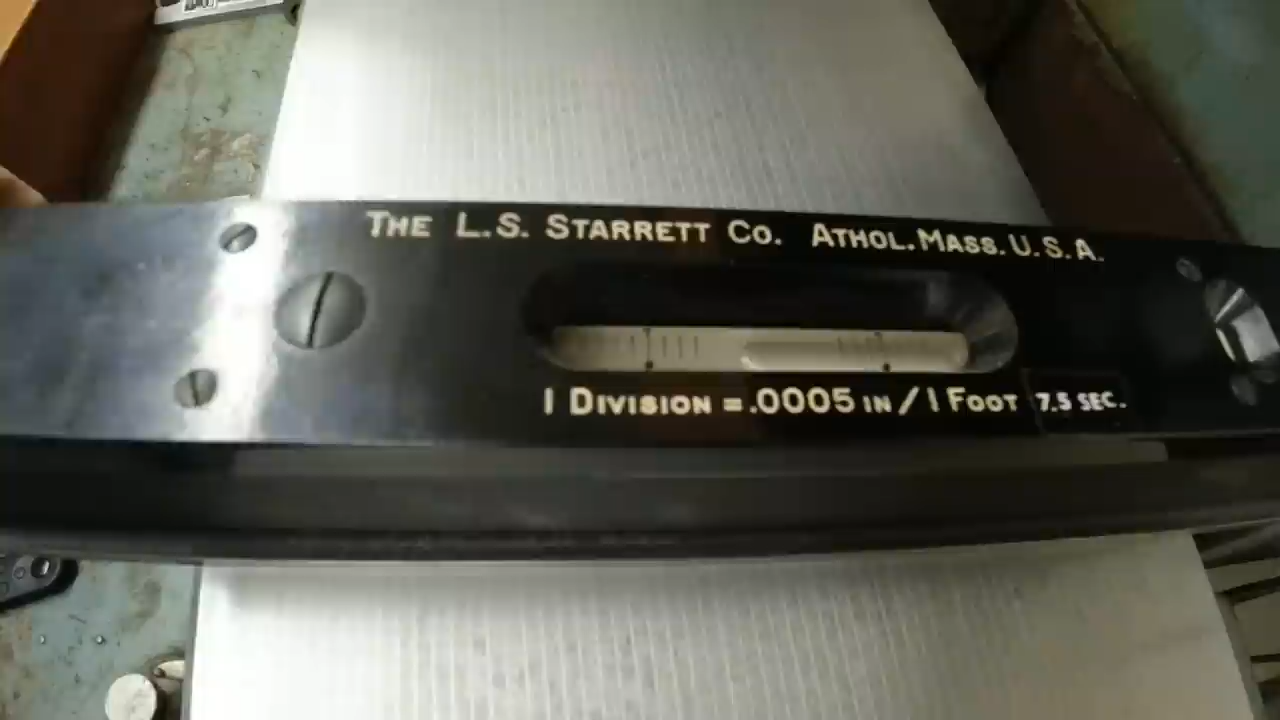 THE L.S. STARRETT CO. ATHOL. MASS. U.S.A.
1 DIVISION = .0005 IN / 1 FOOT 7.5 SEC.